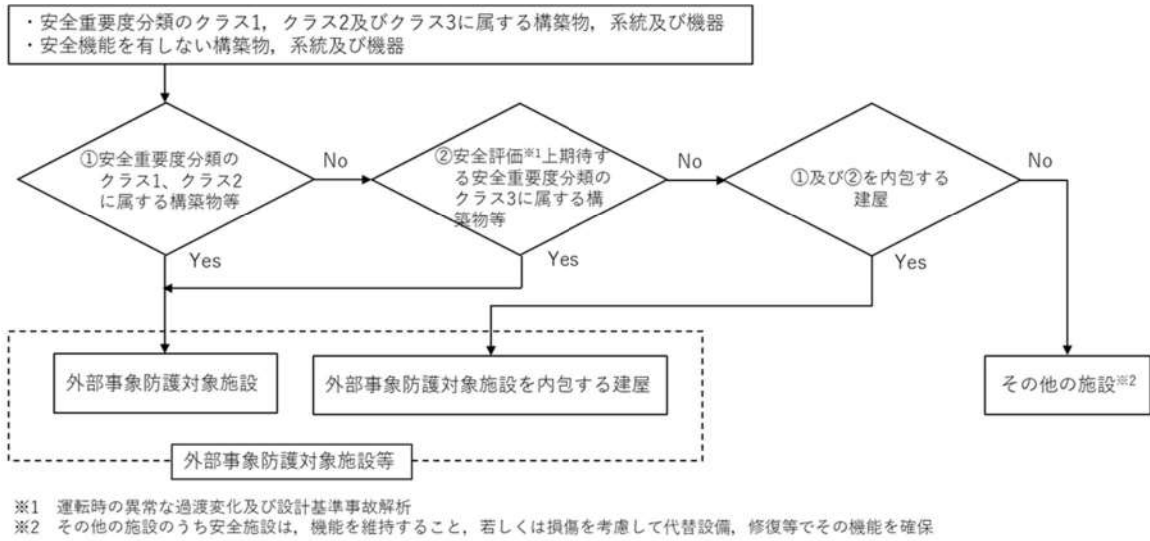 ・安全重要度分類のクラス1，クラス2及びクラス3に属する構築物，系統及び機器
・安全機能を有しない構築物，系統及び機器
①安全重要度分類の
クラス1、クラス2
に属する構築物等
No
②安全評価※1上期待す
る安全重要度分類の
クラス3に属する構
築物等
No
①及び②を内包する
建屋
No
Yes
Yes
Yes
外部事象防護対象施設
外部事象防護対象施設を内包する建屋
その他の施設※2
外部事象防護対象施設等
※1　運転時の異常な過渡変化及び設計基準事故解析
※2　その他の施設のうち安全施設は，機能を維持すること，若しくは損傷を考慮して代替設備，修復等でその機能を確保